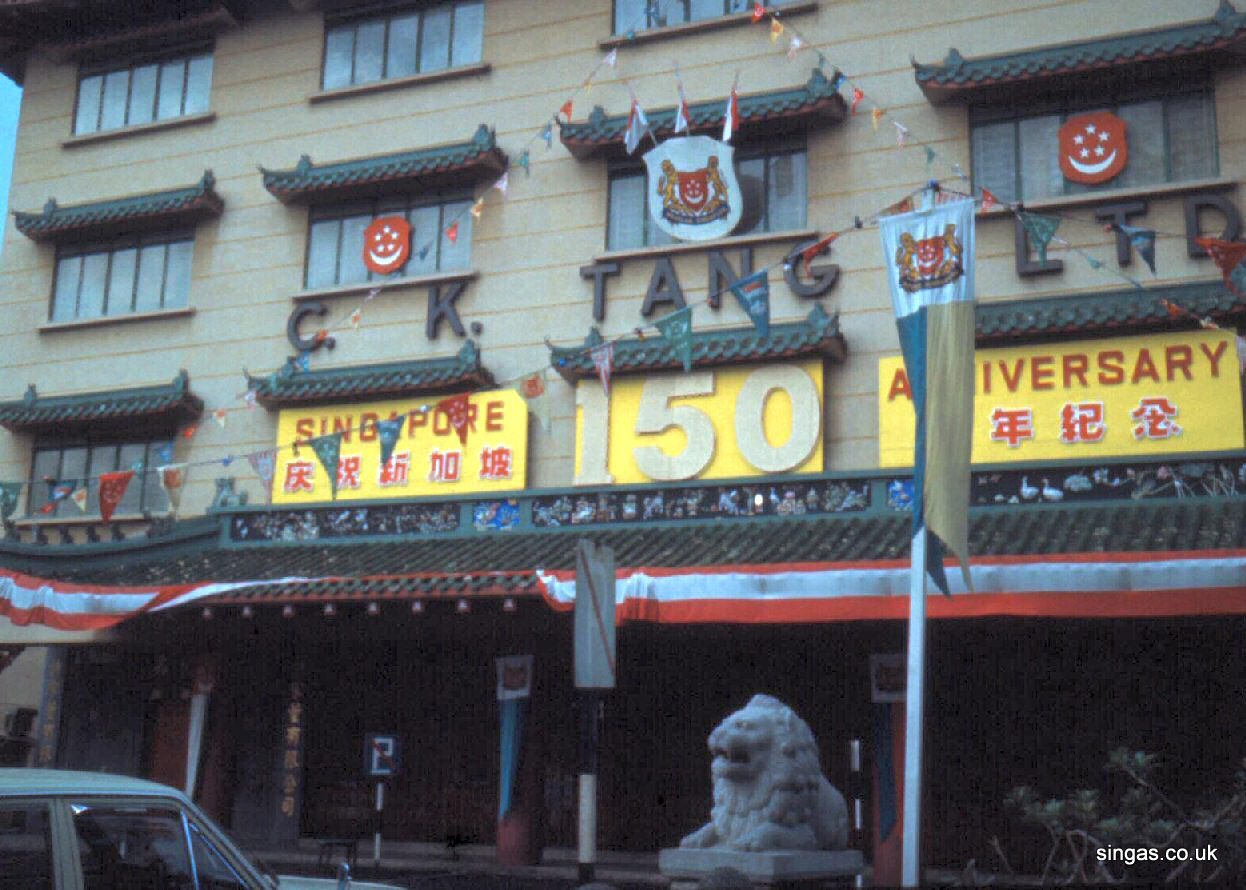 C. K. TANG LTD
SINGAPORE 150 ANNIVERSARY
庆祝新加坡 年纪念
singas.co.uk